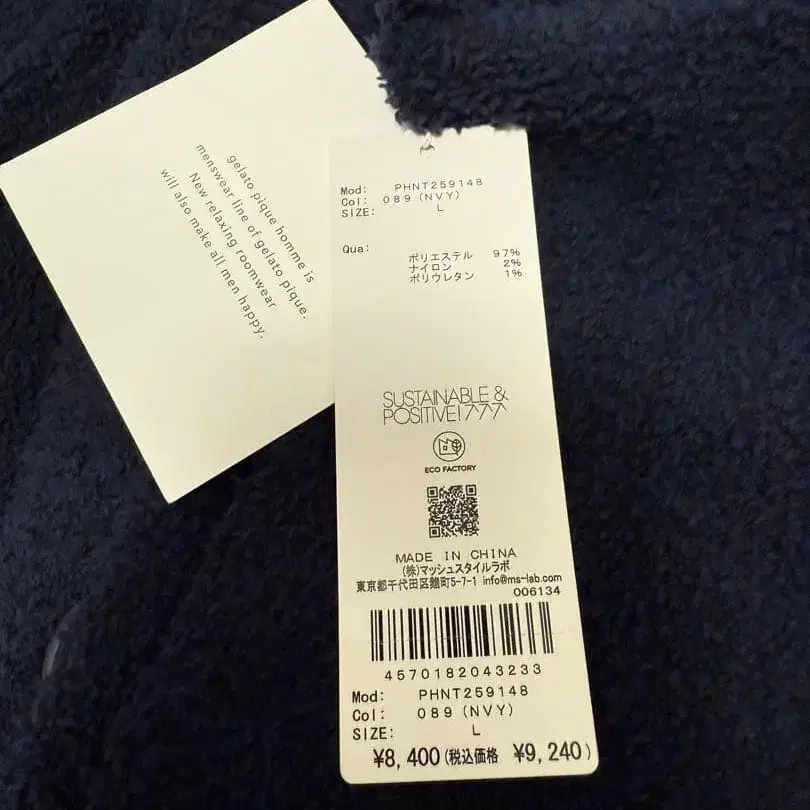 gelato pique homme is
menswear line of gelato pique.
New relaxing roomwear
will also make all men happy.
Mod: PHNT259148
Col: 089 (NVY)
SIZE: L
Qua:
ポリエステル 97%
ナイロン 2%
ポリウレタン 1%
SUSTAINABLE &
POSITIVE!
ECO FACTORY
MADE IN CHINA
(株)マッシュスタイルラボ
東京都千代田区麹町5-7-1 info@ms-lab.com
006134
4570182043233
Mod: PHNT259148
Col: 089 (NVY)
SIZE: L
¥8,400(税込価格 ¥9,240)